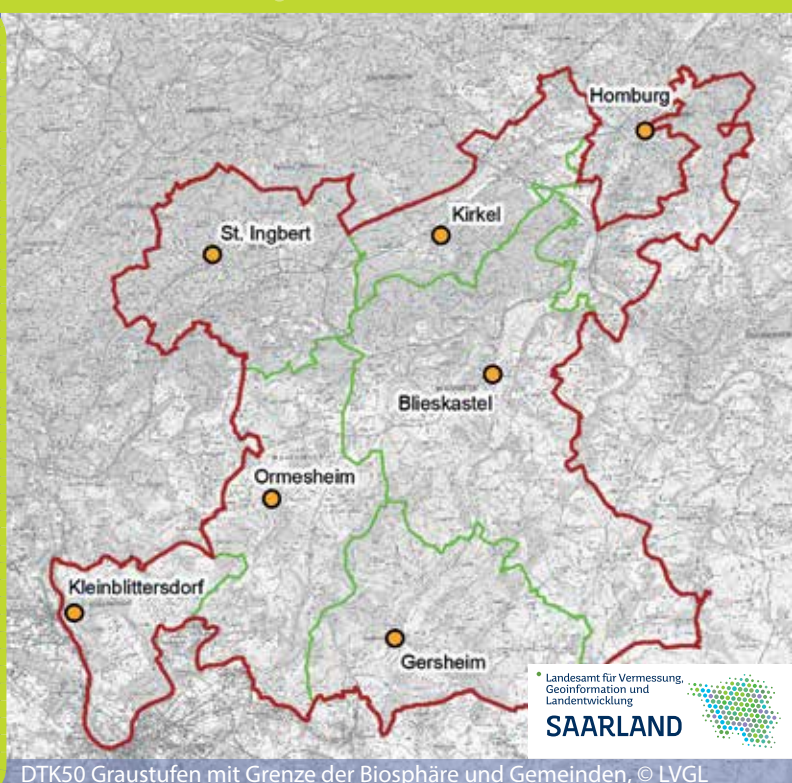 Homburg
Kirkel
St. Ingbert
Blieskastel
Ormesheim
Kleinblittersdorf
Gersheim
Landesamt für Vermessung,
Geoinformation und
Landentwicklung
SAARLAND
DTK50 Graustufen mit Grenze der Biosphäre und Gemeinden, © LVGL